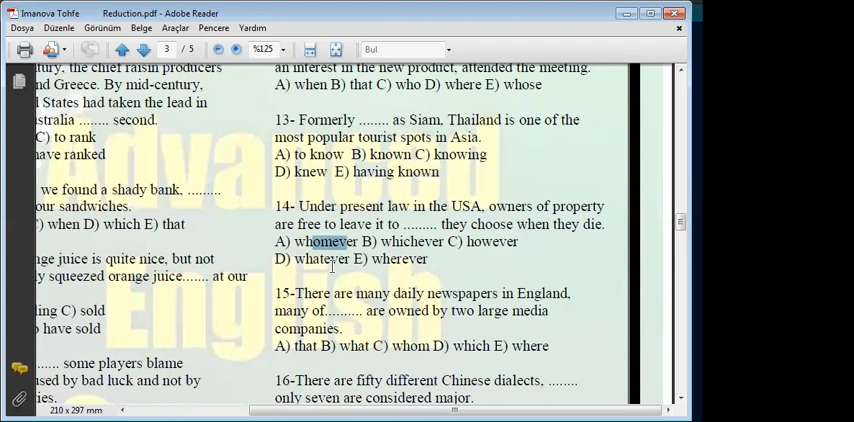 Imanova Tofhe Reduction.pdf - Adobe Reader
Dosya Düzenle Görünüm Belge Araçlar Pencere Yardım
3 / 5 %125 Bul
the chief raisin producers
nd Greece. By mid-century,
d States had taken the lead in
ustralia ........ second.
C) to rank
have ranked
we found a shady bank, .........
our sandwiches.
C) when D) which E) that
nge juice is quite nice, but not
ly squeezed orange juice....... at our
ling C) sold
o have sold
...... some players blame
used by bad luck and not by
ies.
an interest in the new product, attended the meeting.
A) when B) that C) who D) where E) whose
13- Formerly ........ as Siam, Thailand is one of the
most popular tourist spots in Asia.
A) to know B) known C) knowing
D) knew E) having known
14- Under present law in the USA, owners of property
are free to leave it to ......... they choose when they die.
A) whomever B) whichever C) however
D) whatever E) wherever
15-There are many daily newspapers in England,
many of.......... are owned by two large media
companies.
A) that B) what C) whom D) which E) where
16-There are fifty different Chinese dialects, ........
only seven are considered major.
Advanced
English
210 x 297 mm